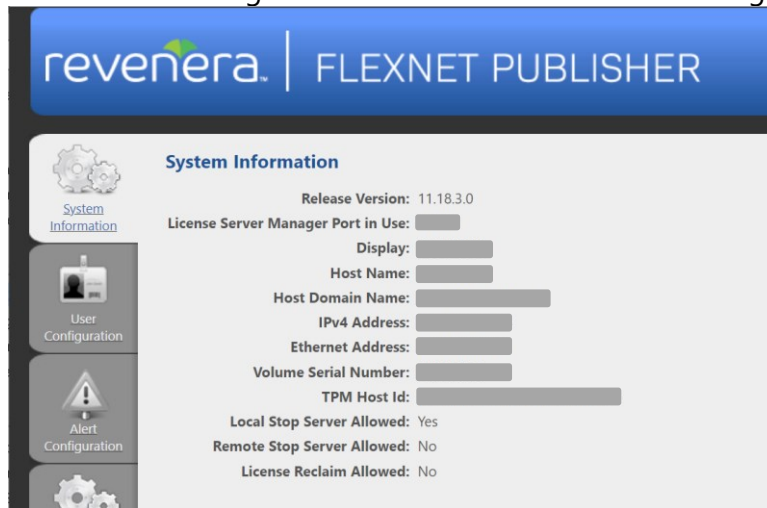 revenera™ FLEXNET PUBLISHER
System
Information
User
Configuration
Alert
Configuration
System Information
Release Version: 11.18.3.0
License Server Manager Port in Use:
Display:
Host Name:
Host Domain Name:
IPv4 Address:
Ethernet Address:
Volume Serial Number:
TPM Host Id:
Local Stop Server Allowed: Yes
Remote Stop Server Allowed: No
License Reclaim Allowed: No